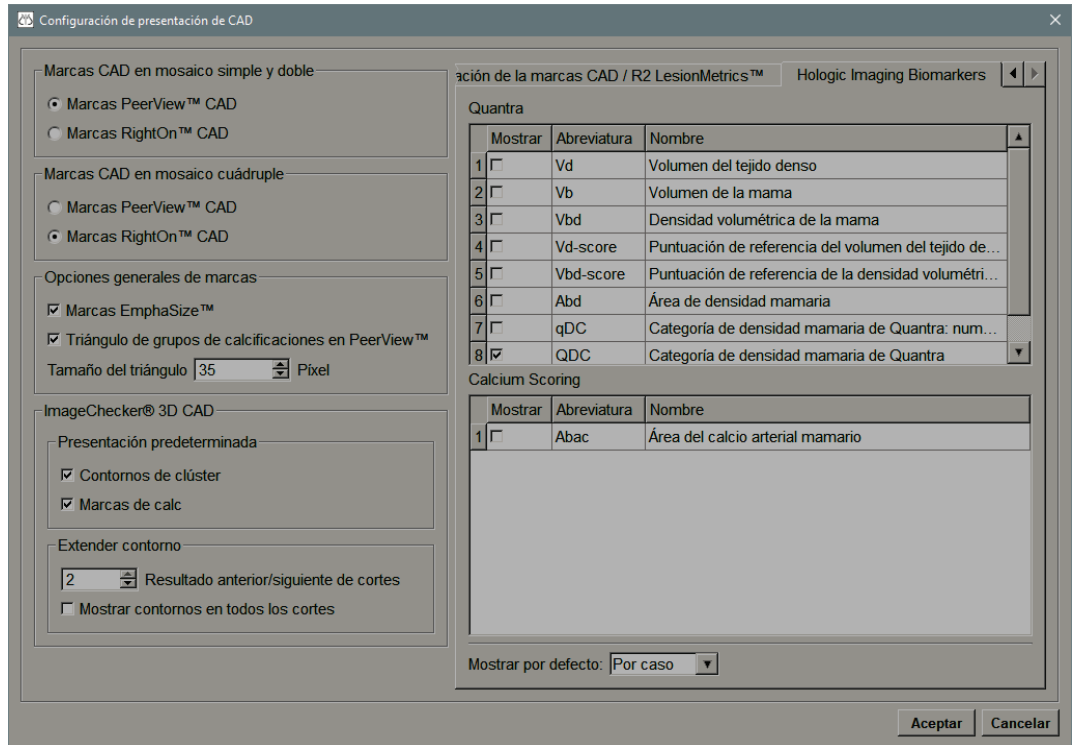 Configuración de presentación de CAD
Marcas CAD en mosaico simple y doble
Marcas PeerView™ CAD
Marcas RightOn™ CAD
Marcas CAD en mosaico cuádruple
Marcas PeerView™ CAD
Marcas RightOn™ CAD
Opciones generales de marcas
Marcas EmphaSize™
Triángulo de grupos de calcificaciones en PeerView™
Tamaño del triángulo 35 Píxel
ImageChecker® 3D CAD
Presentación predeterminada
Contornos de clúster
Marcas de calc
Extender contorno
2 Resultado anterior/siguiente de cortes
Mostrar contornos en todos los cortes
ación de la marcas CAD / R2 LesionMetrics™ Hologic Imaging Biomarkers
Quantra
Mostrar Abreviatura Nombre
1 Vd Volumen del tejido denso
2 Vb Volumen de la mama
3 Vbd Densidad volumétrica de la mama
4 Vd-score Puntuación de referencia del volumen del tejido de...
5 Vbd-score Puntuación de referencia de la densidad volumétri...
6 Abd Área de densidad mamaria
7 qDC Categoría de densidad mamaria de Quantra: num...
8 QDC Categoría de densidad mamaria de Quantra
Calcium Scoring
Mostrar Abreviatura Nombre
1 Abac Área del calcio arterial mamario
Mostrar por defecto: Por caso
Aceptar Cancelar